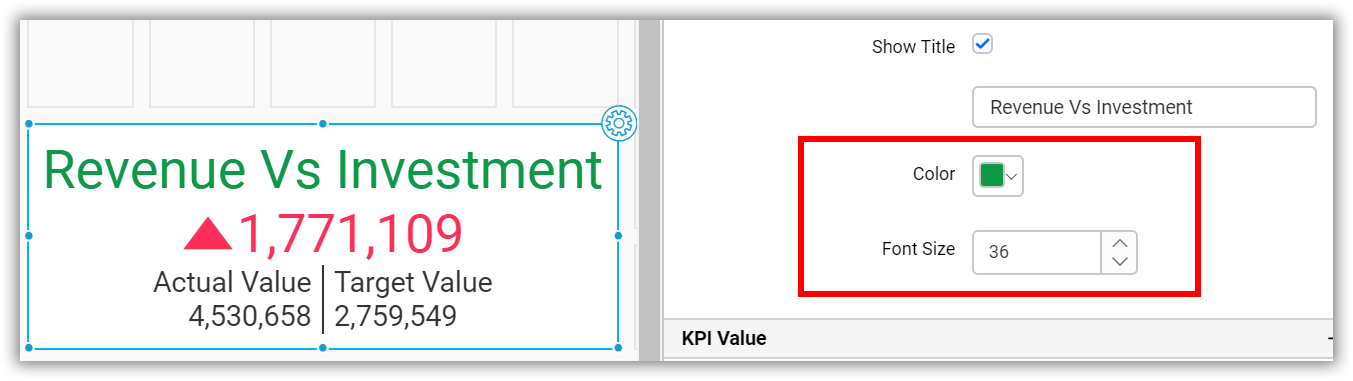 Revenue Vs Investment
1,771,109
Actual Value Target Value
4,530,658 2,759,549
Show Title
Revenue Vs Investment
Color
Font Size 36
KPI Value